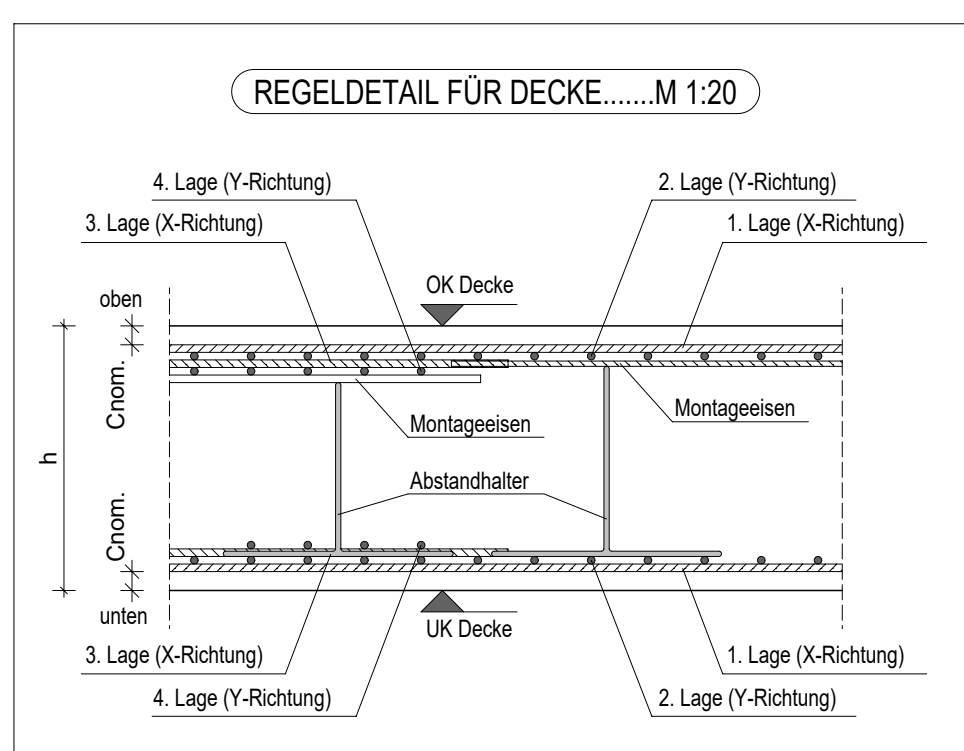 REGELDETAIL FÜR DECKE.......M 1:20
4. Lage (Y-Richtung)
2. Lage (Y-Richtung)
3. Lage (X-Richtung)
1. Lage (X-Richtung)
oben
OK Decke
Cnom.
Montageeisen
Montageeisen
h
Abstandhalter
Cnom.
unten
UK Decke
3. Lage (X-Richtung)
1. Lage (X-Richtung)
4. Lage (Y-Richtung)
2. Lage (Y-Richtung)